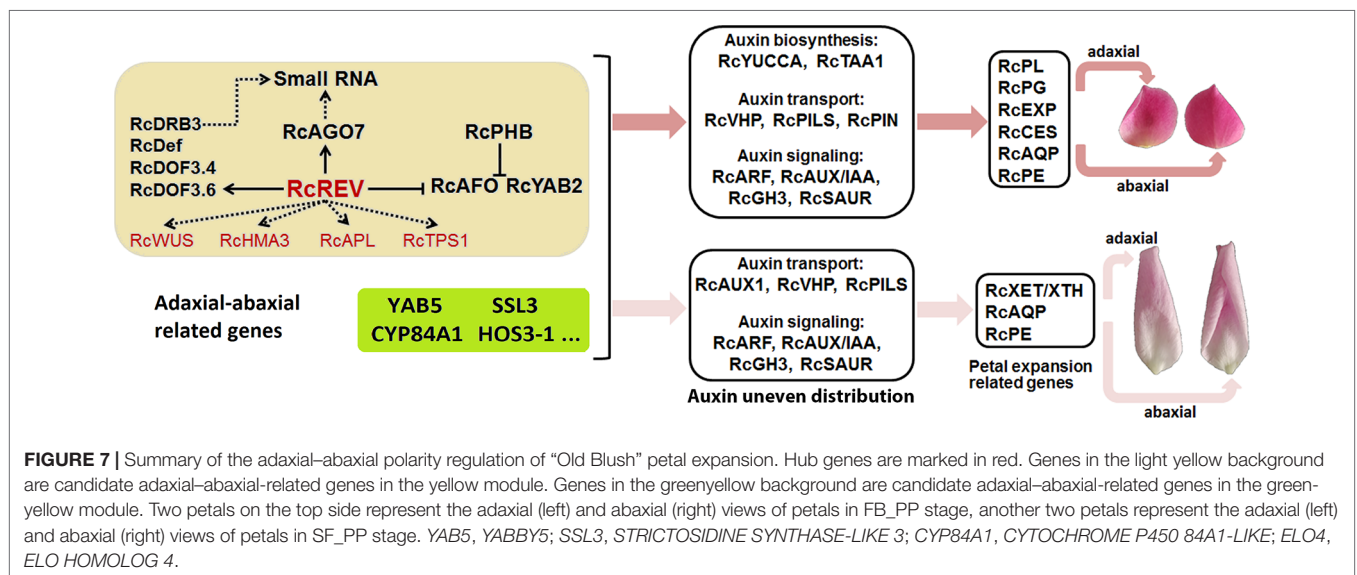 Small RNA
RcDRB3
RcDef
RcDOF3.4
RcDOF3.6
RcAGO7
RcPHB
RcREV
RcAFO RcYAB2
RcWUS RcHMA3 RcAPL RcTPS1
Adaxial-abaxial
related genes
YAB5 SSL3
CYP84A1 HOS3-1 ...
Auxin biosynthesis:
RcYUCCA, RcTAA1
Auxin transport:
RcVHP, RcPILS, RcPIN
Auxin signaling:
RcARF, RcAUX/IAA,
RcGH3, RcSAUR
Auxin transport:
RcAUX1, RcVHP, RcPILS
Auxin signaling:
RcARF, RcAUX/IAA,
RcGH3, RcSAUR
Auxin uneven distribution
RcPL
RcPG
RcEXP
RcCES
RcAQP
RcPE
adaxial
abaxial
RcXET/XTH
RcAQP
RcPE
Petal expansion
related genes
adaxial
abaxial
FIGURE 7 | Summary of the adaxial–abaxial polarity regulation of “Old Blush” petal expansion. Hub genes are marked in red. Genes in the light yellow background
are candidate adaxial–abaxial-related genes in the yellow module. Genes in the greenyellow background are candidate adaxial–abaxial-related genes in the green-
yellow module. Two petals on the top side represent the adaxial (left) and abaxial (right) views of petals in FB_PP stage, another two petals represent the adaxial (left)
and abaxial (right) views of petals in SF_PP stage. YAB5, YABBY5; SSL3, STRICTOSIDINE SYNTHASE-LIKE 3; CYP84A1, CYTOCHROME P450 84A1-LIKE; ELO4,
ELO HOMOLOG 4.